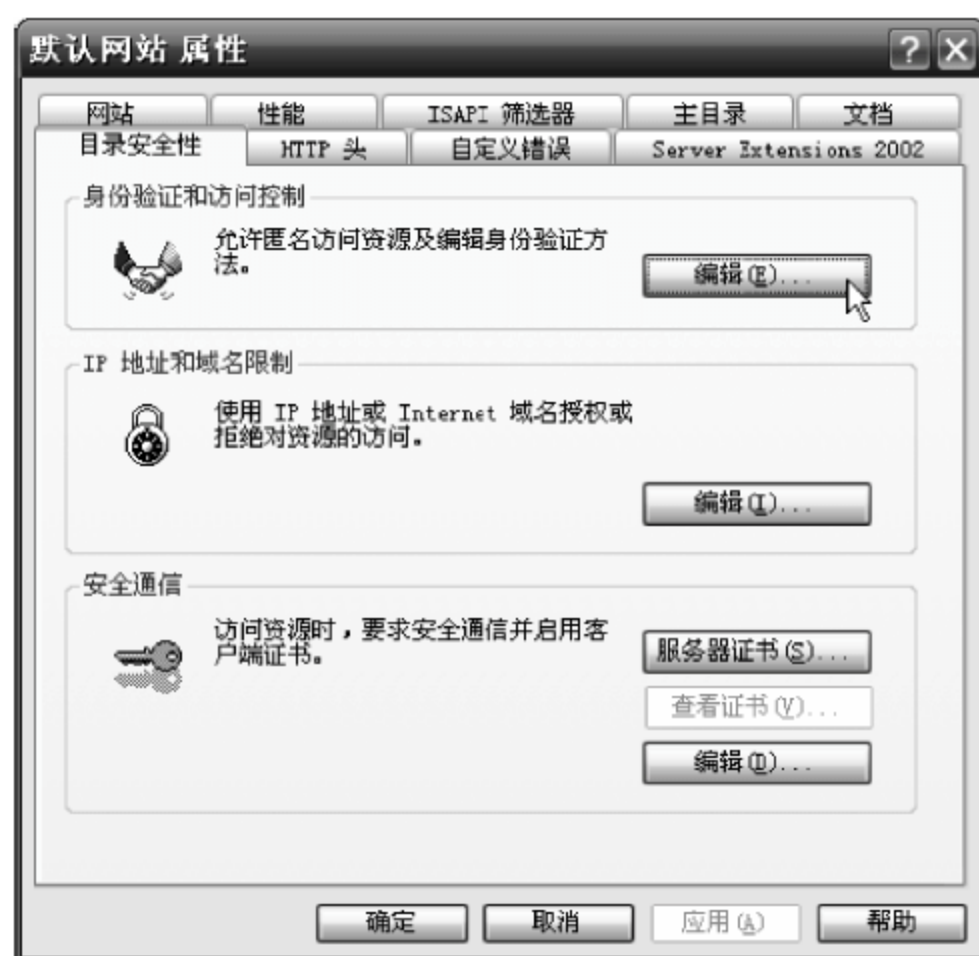 默认网站 属性
网站 性能 ISAPI 筛选器 主目录 文档
目录安全性 HTTP 头 自定义错误 Server Extensions 2002
身份验证和访问控制
允许匿名访问资源及编辑身份验证方
法。
编辑(E)...
IP 地址和域名限制
使用 IP 地址或 Internet 域名授权或
拒绝对资源的访问。
编辑(I)...
安全通信
访问资源时，要求安全通信并启用客
户端证书。
服务器证书(S)...
查看证书(V)...
编辑(D)...
确定 取消 应用(A) 帮助